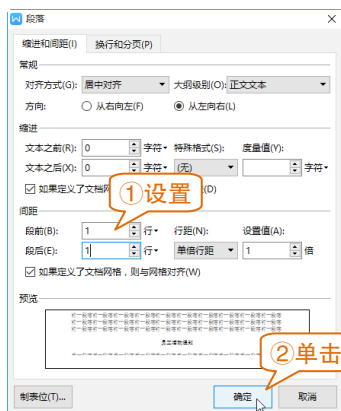 段落
缩进和间距(I) 换行和分页(P)
常规
对齐方式(G): 居中对齐 大纲级别(O): 正文文本
方向: 从右向左(F) 从左向右(L)
缩进
文本之前(R): 0 字符 特殊格式(S): 度量值(Y):
文本之后(X): 0 字符 (无) 字符
如果定义了文档网 (D)
①设置
间距
段前(B): 1 行 行距(N): 设置值(A):
段后(E): 1 行 单倍行距 1 倍
如果定义了文档网格，则与网格对齐(W)
预览
②单击
制表位(T)... 确定 取消